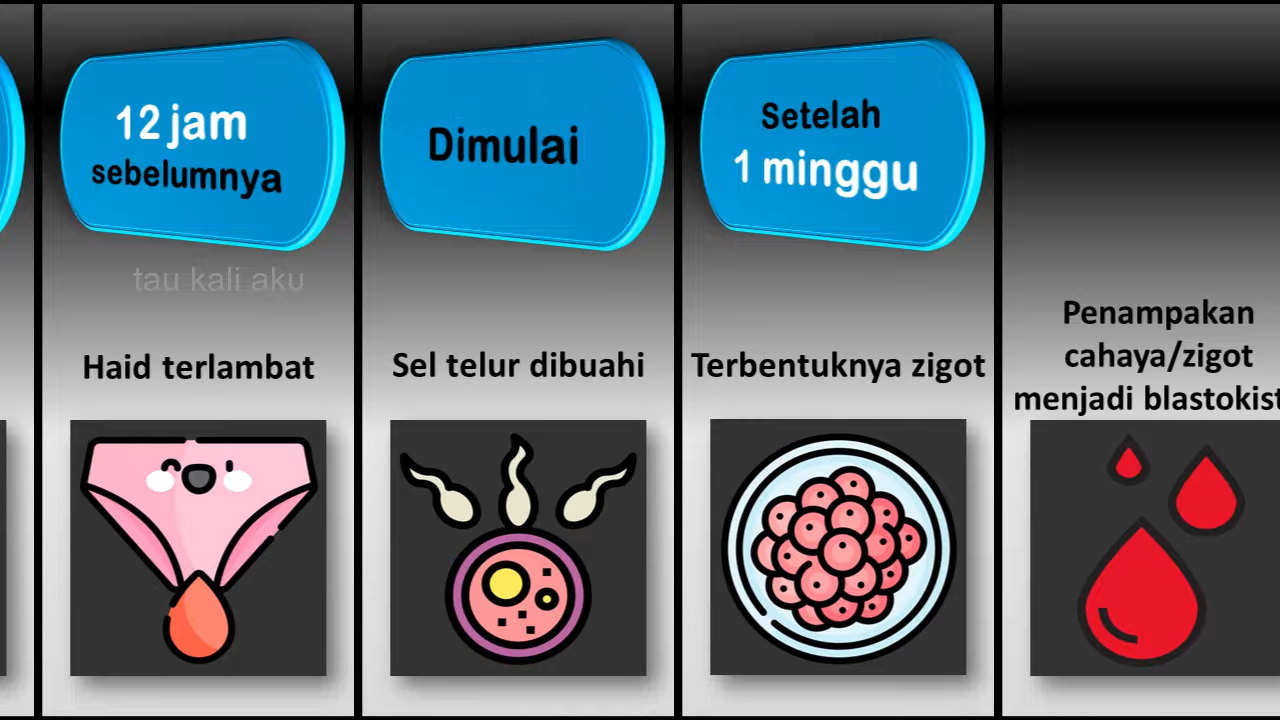 12 jam
sebelumnya
tau kali aku
Haid terlambat
Dimulai
Sel telur dibuahi
Setelah
1 minggu
Terbentuknya zigot
Penampakan
cahaya/zigot
menjadi blastokist